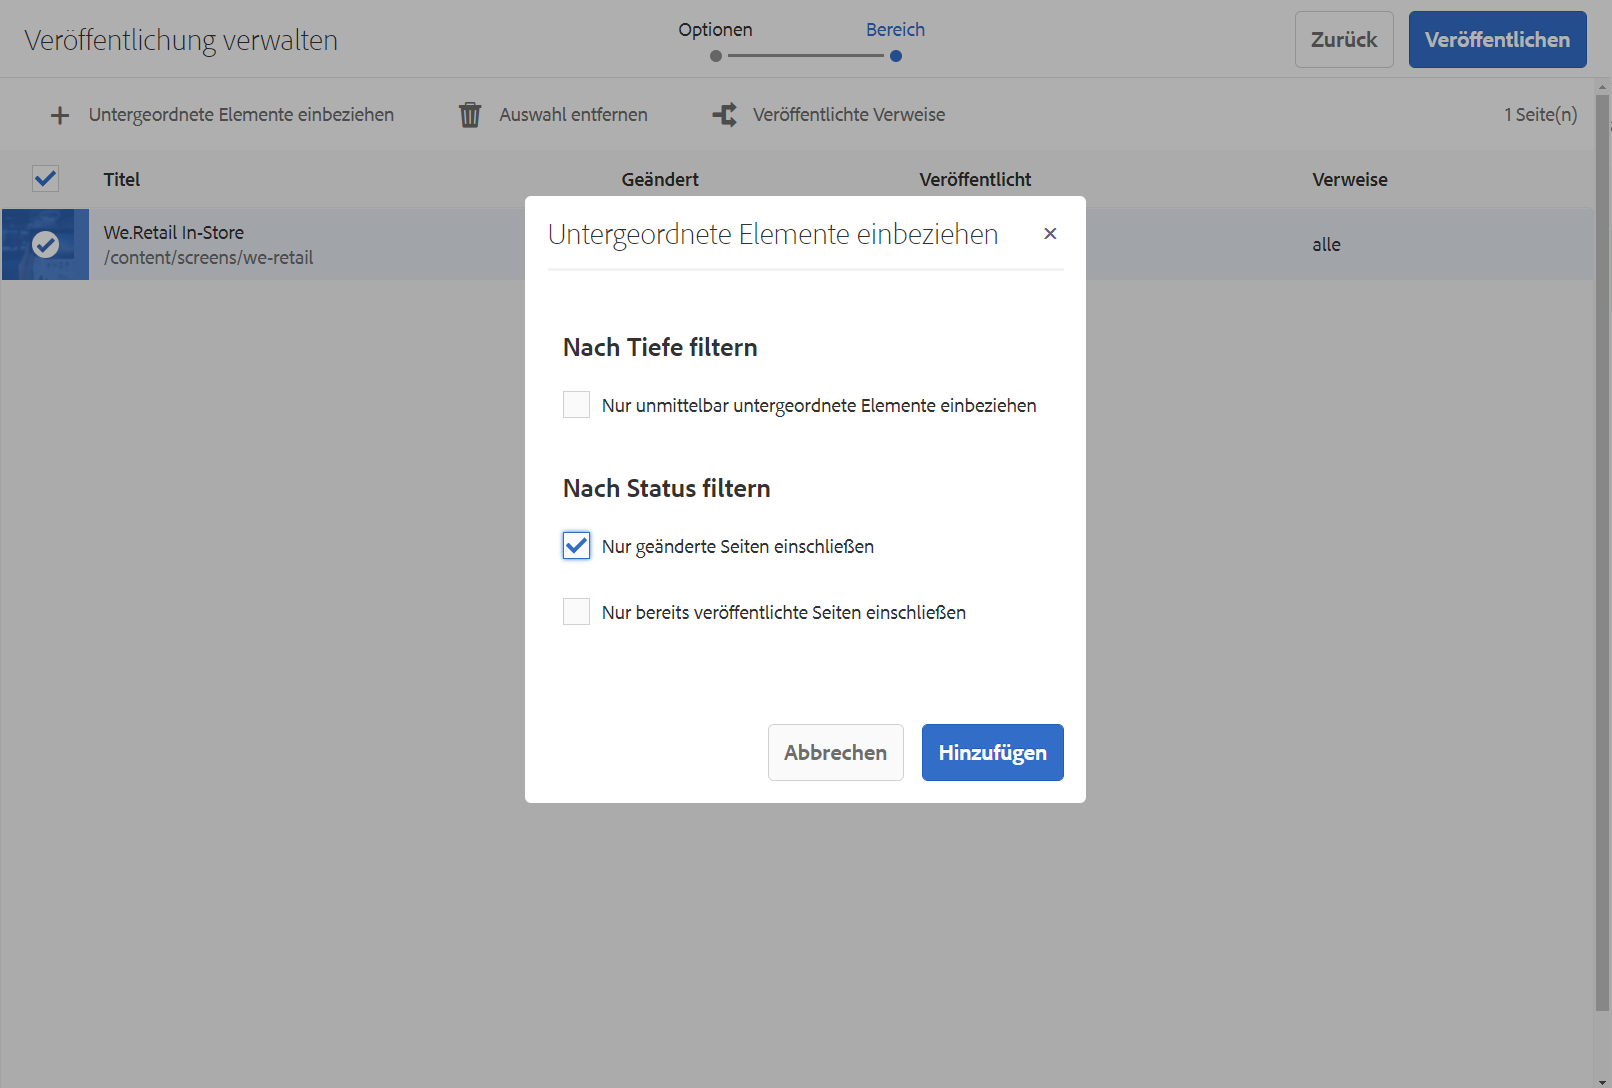 Veröffentlichung verwalten
Optionen
Bereich
Zurück
Veröffentlichen
Untergeordnete Elemente einbeziehen
Auswahl entfernen
Veröffentlichte Verweise
1 Seite(n)
Titel
Geändert
Veröffentlicht
Verweise
We.Retail In-Store
/content/screens/we-retail
alle
Untergeordnete Elemente einbeziehen
Nach Tiefe filtern
Nur unmittelbar untergeordnete Elemente einbeziehen
Nach Status filtern
Nur geänderte Seiten einschließen
Nur bereits veröffentlichte Seiten einschließen
Abbrechen
Hinzufügen